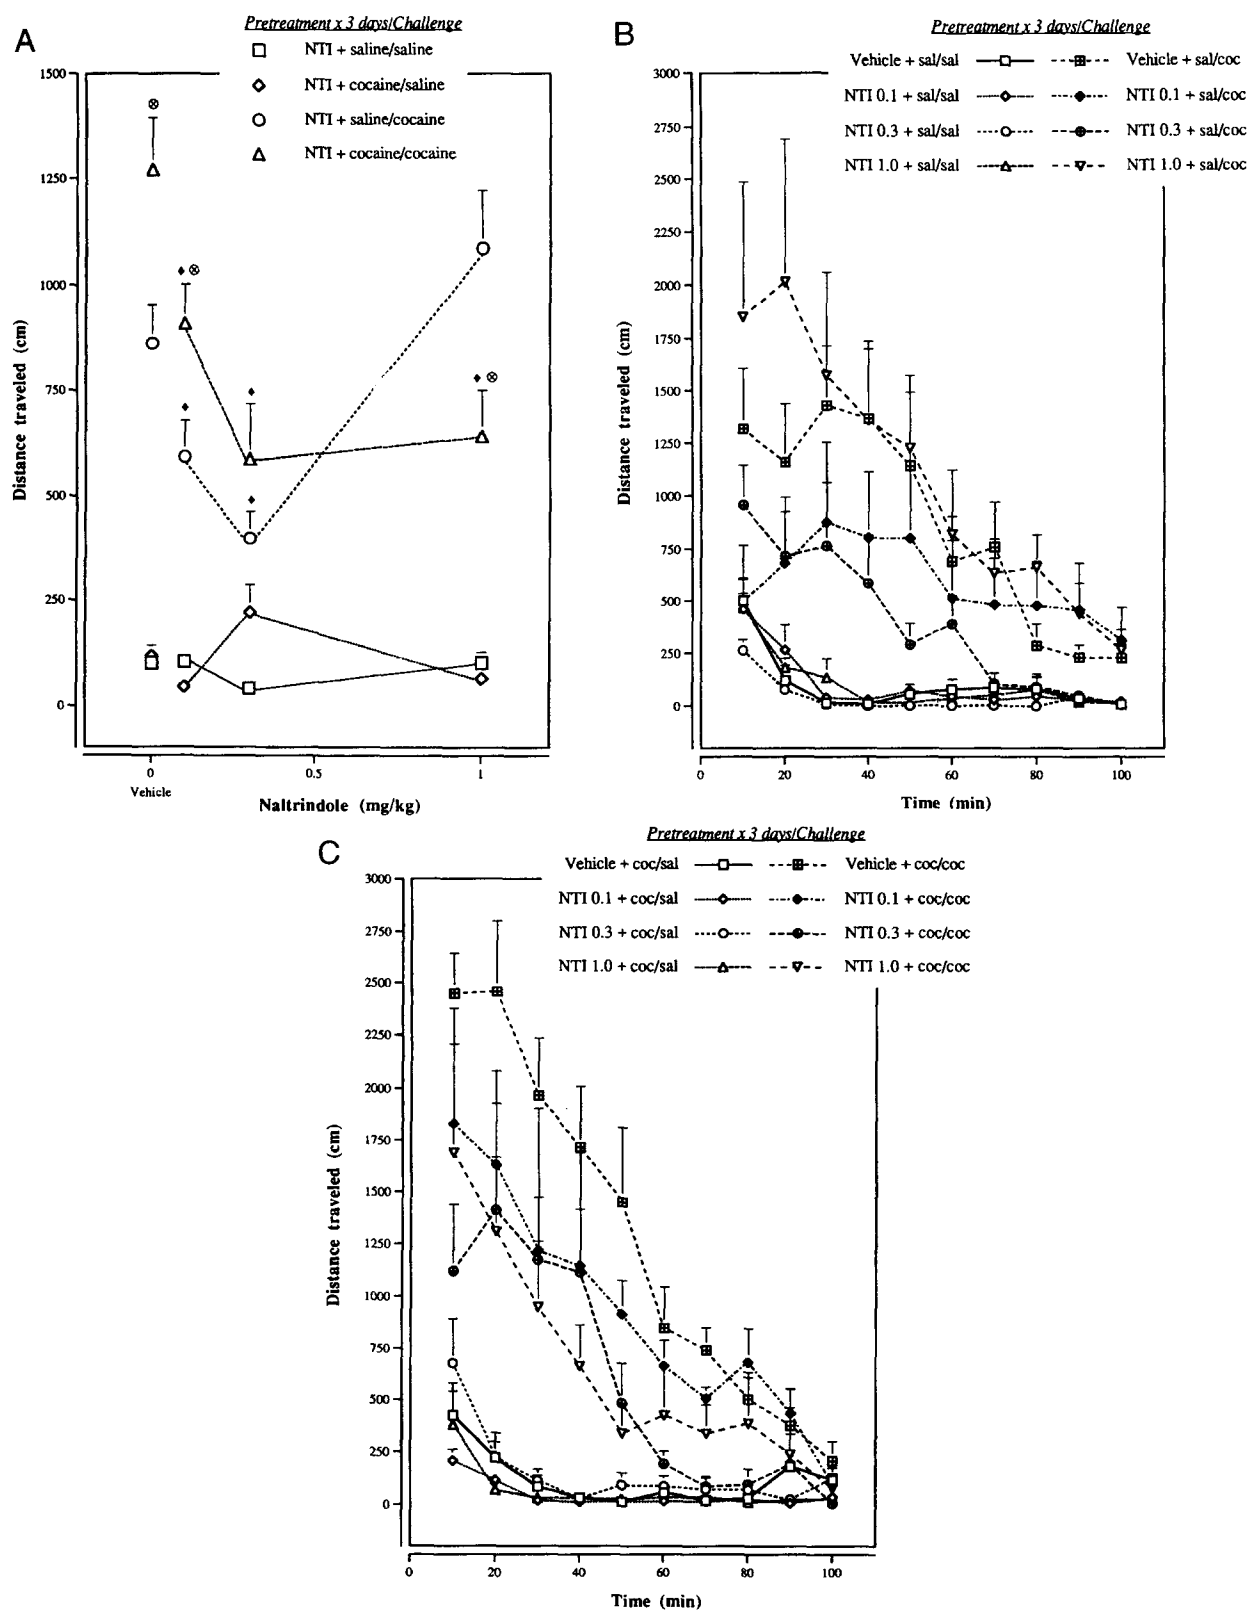 A
Pretreatment x 3 days/Challenge
NTI + saline/saline
NTI + cocaine/saline
NTI + saline/cocaine
NTI + cocaine/cocaine
1500
1250
1000
750
500
250
0
Distance traveled (cm)
0
0.5
1
Vehicle
Naltrindole (mg/kg)
B
Pretreatment x 3 days/Challenge
Vehicle + sal/sal
Vehicle + sal/coc
NTI 0.1 + sal/sal
NTI 0.1 + sal/coc
NTI 0.3 + sal/sal
NTI 0.3 + sal/coc
NTI 1.0 + sal/sal
NTI 1.0 + sal/coc
3000
2750
2500
2250
2000
1750
1500
1250
1000
750
500
250
0
Distance traveled (cm)
0
20
40
60
80
100
Time (min)
C
Pretreatment x 3 days/Challenge
Vehicle + coc/sal
Vehicle + coc/coc
NTI 0.1 + coc/sal
NTI 0.1 + coc/coc
NTI 0.3 + coc/sal
NTI 0.3 + coc/coc
NTI 1.0 + coc/sal
NTI 1.0 + coc/coc
3000
2750
2500
2250
2000
1750
1500
1250
1000
750
500
250
0
Distance traveled (cm)
0
20
40
60
80
100
Time (min)